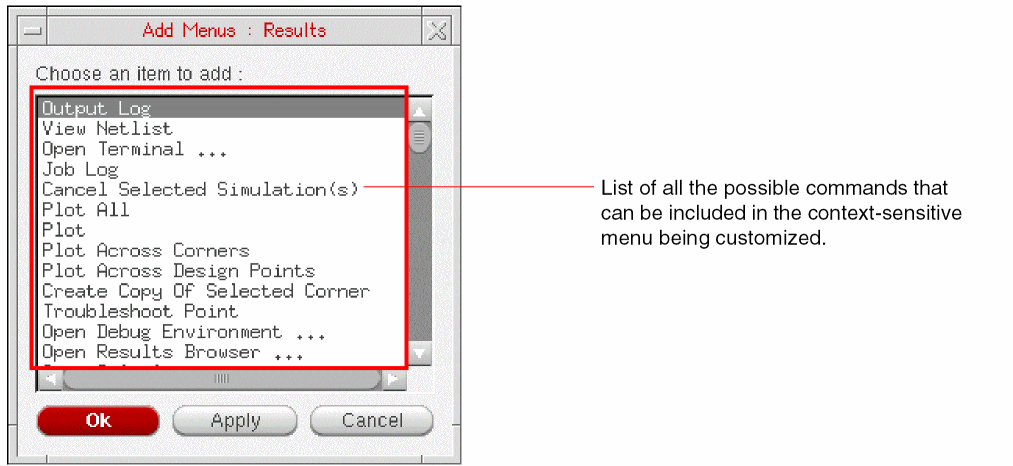 Add Menus : Results
Choose an item to add :
Output Log
View Netlist
Open Terminal ...
Job Log
Cancel Selected Simulation(s)
Plot All
Plot
Plot Across Corners
Plot Across Design Points
Create Copy Of Selected Corner
Troubleshoot Point
Open Debug Environment ...
Open Results Browser ...
Ok
Apply
Cancel
List of all the possible commands that
can be included in the context-sensitive
menu being customized.